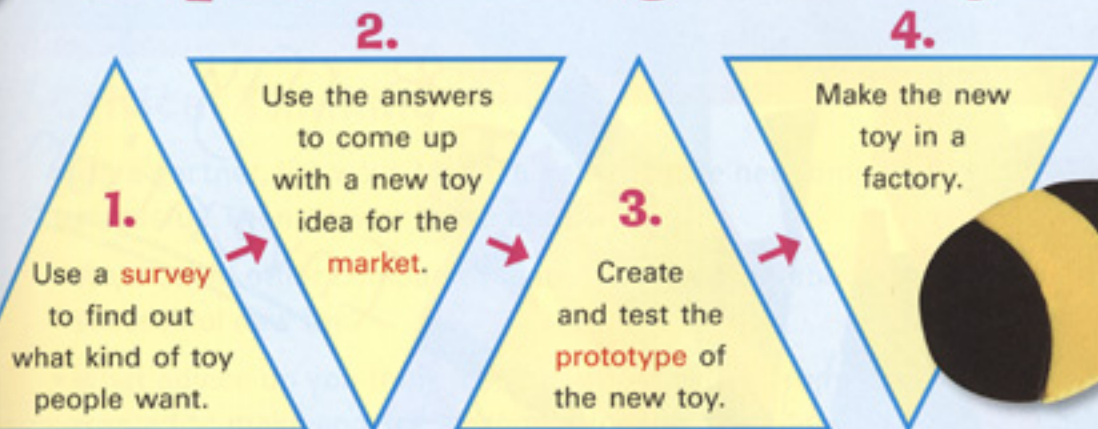 1.
Use a survey
to find out
what kind of toy
people want.
2.
Use the answers
to come up
with a new toy
idea for the
market.
3.
Create
and test the
prototype of
the new toy.
4.
Make the new
toy in a
factory.